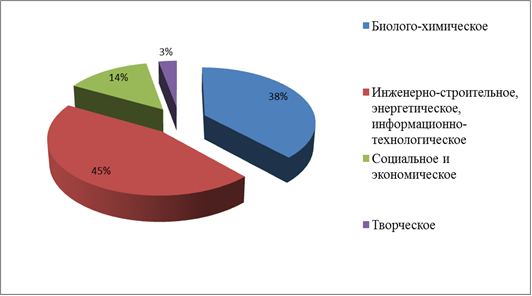 3%
14%
38%
45%
Биолого-химическое
Инженерно-строительное,
энергетическое,
информационно-
технологическое
Социальное и
экономическое
Творческое